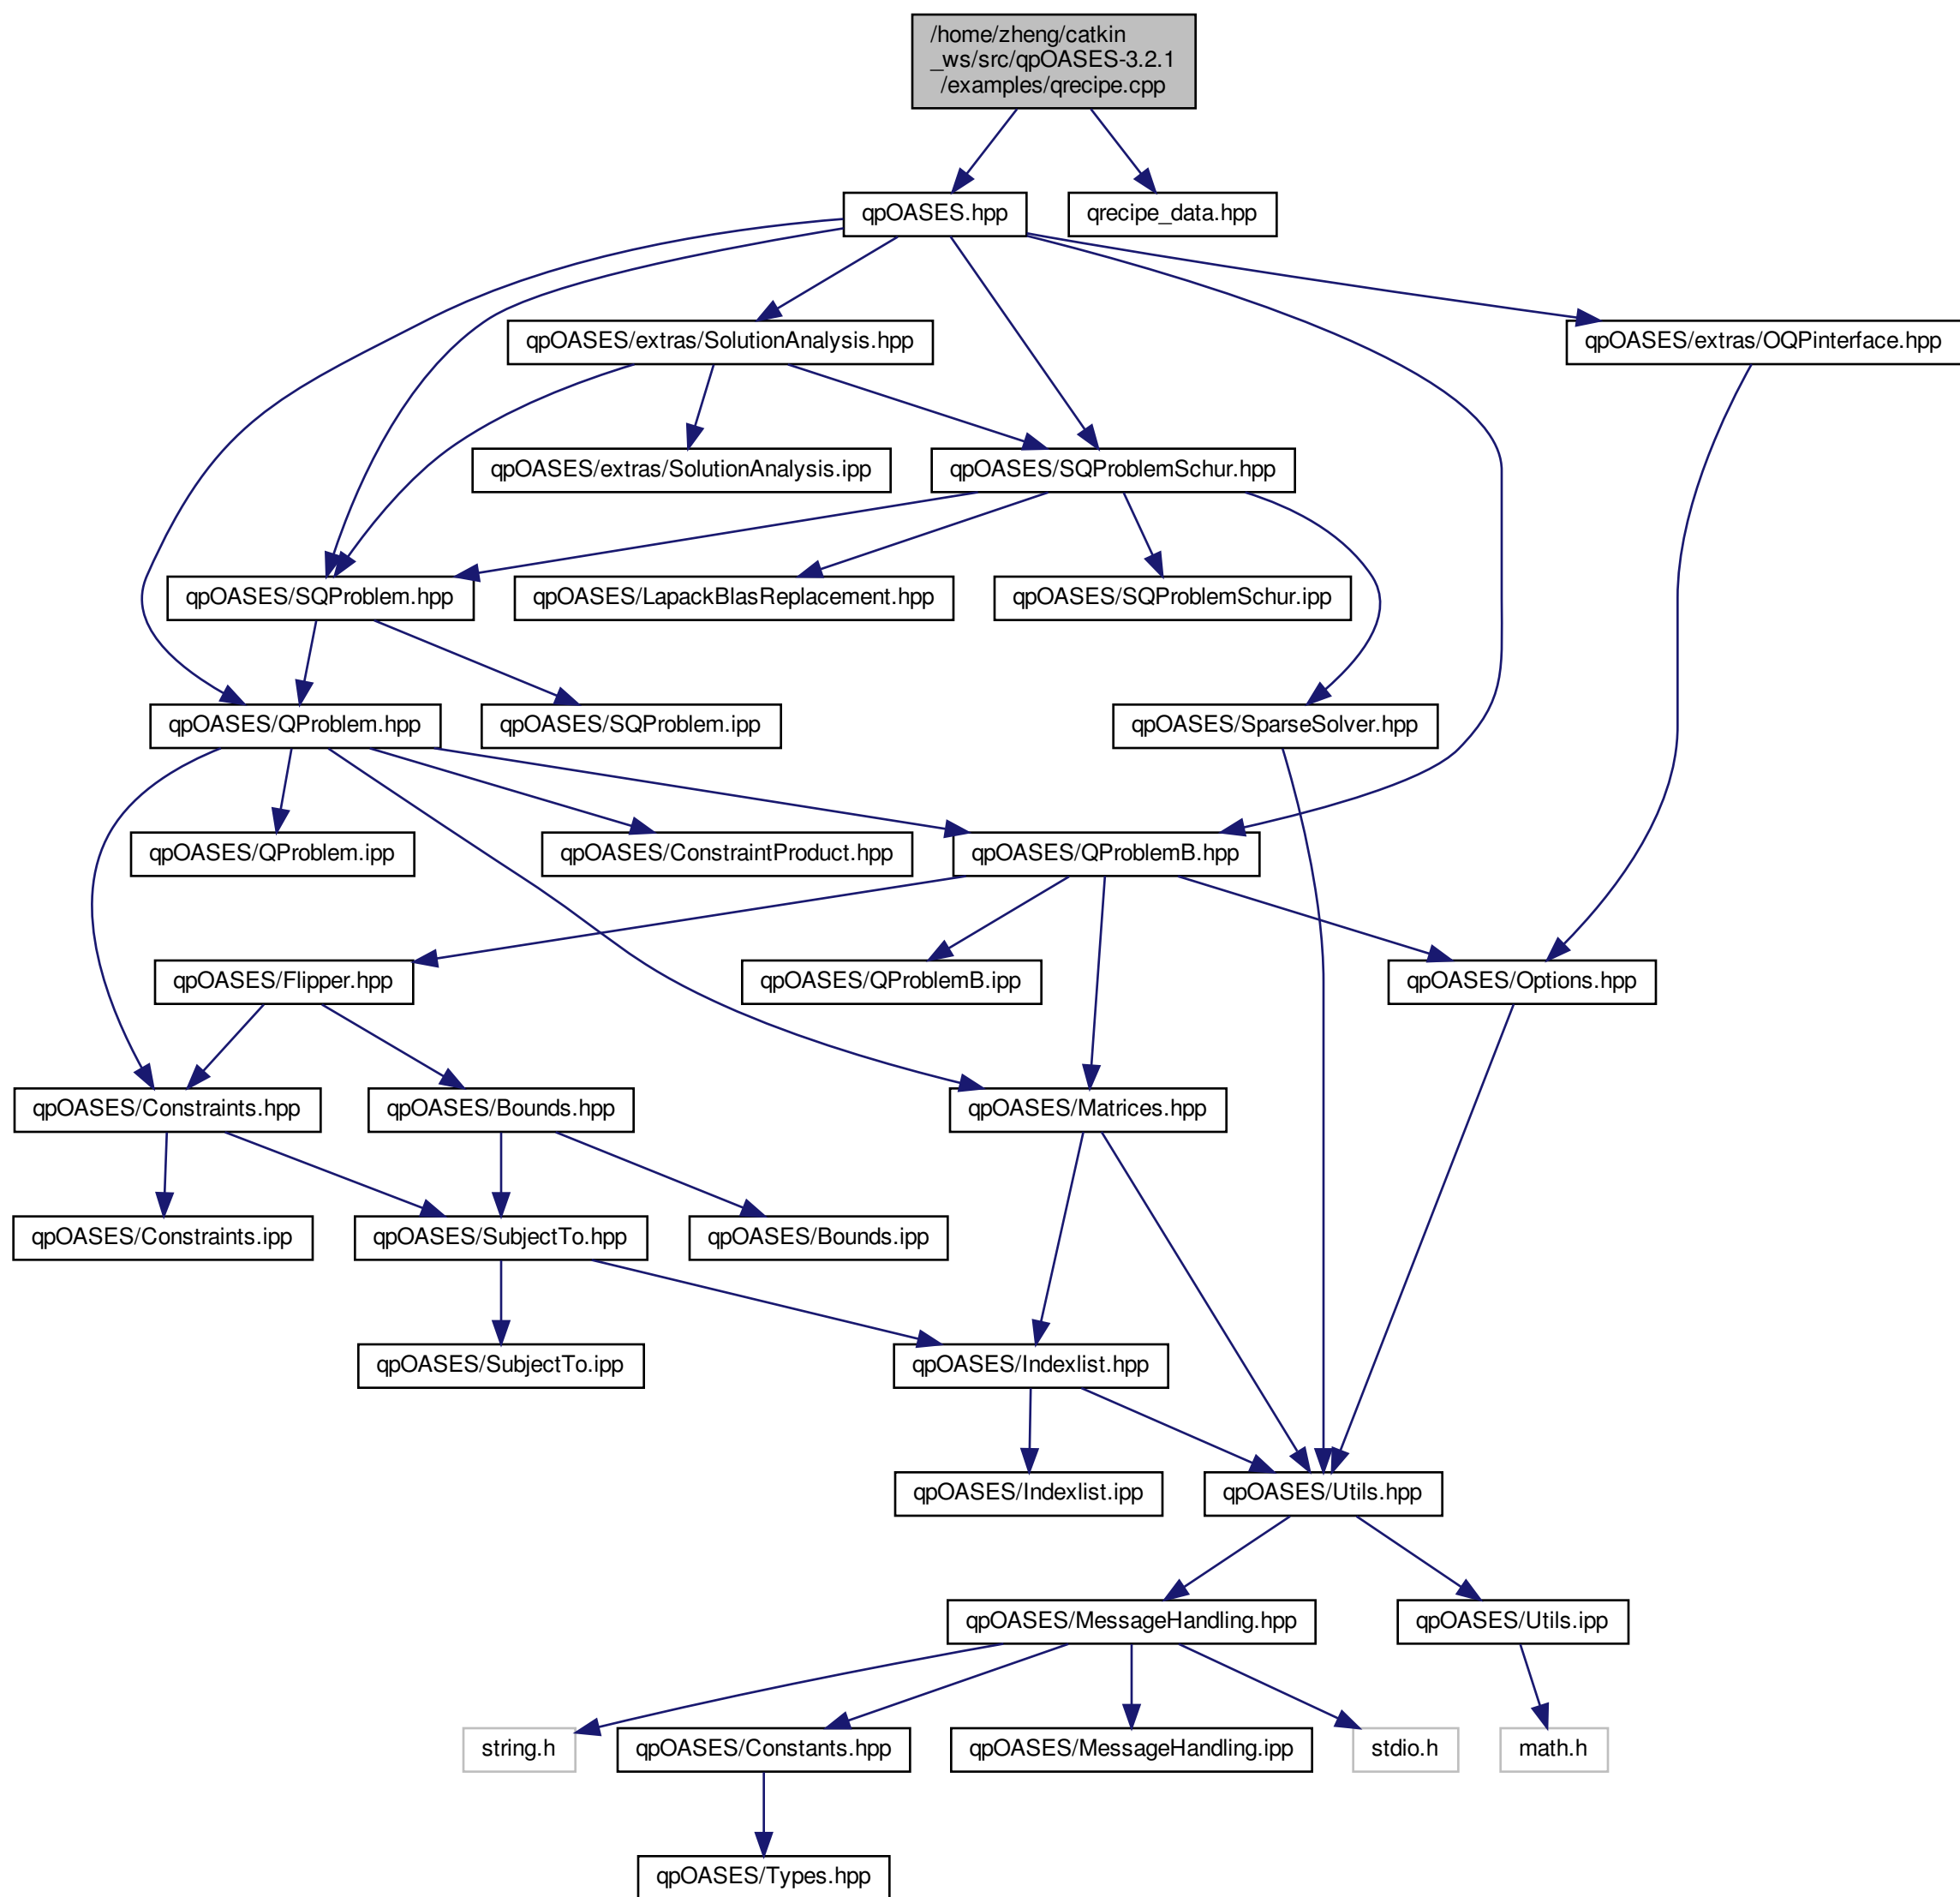 /home/zheng/catkin
_ws/src/qpOASES-3.2.1
/examples/qrecipe.cpp
qpOASES.hpp
qrecipe_data.hpp
qpOASES/extras/SolutionAnalysis.hpp
qpOASES/extras/OQPinterface.hpp
qpOASES/extras/SolutionAnalysis.ipp
qpOASES/SQProblemSchur.hpp
qpOASES/SQProblem.hpp
qpOASES/LapackBlasReplacement.hpp
qpOASES/SQProblemSchur.ipp
qpOASES/QProblem.hpp
qpOASES/SQProblem.ipp
qpOASES/SparseSolver.hpp
qpOASES/QProblem.ipp
qpOASES/ConstraintProduct.hpp
qpOASES/QProblemB.hpp
qpOASES/Flipper.hpp
qpOASES/QProblemB.ipp
qpOASES/Options.hpp
qpOASES/Constraints.hpp
qpOASES/Bounds.hpp
qpOASES/Matrices.hpp
qpOASES/Constraints.ipp
qpOASES/SubjectTo.hpp
qpOASES/Bounds.ipp
qpOASES/SubjectTo.ipp
qpOASES/Indexlist.hpp
qpOASES/Indexlist.ipp
qpOASES/Utils.hpp
qpOASES/MessageHandling.hpp
qpOASES/Utils.ipp
string.h
qpOASES/Constants.hpp
qpOASES/MessageHandling.ipp
stdio.h
math.h
qpOASES/Types.hpp